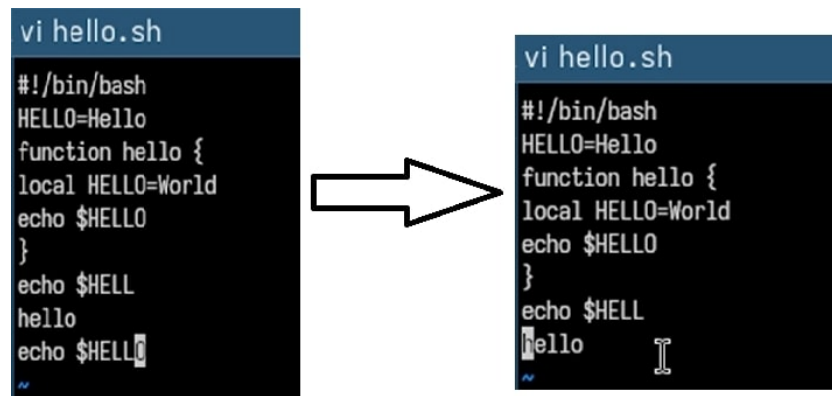 vi hello.sh
#!/bin/bash
HELLO=Hello
function hello {
local HELLO=World
echo $HELLO
}
echo $HELL
hello
echo $HELLO
~
vi hello.sh
#!/bin/bash
HELLO=Hello
function hello {
local HELLO=World
echo $HELLO
}
echo $HELL
hello
~